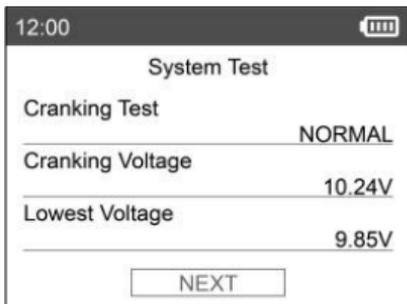 12:00
System Test
Cranking Test
NORMAL
Cranking Voltage
10.24V
Lowest Voltage
9.85V
NEXT